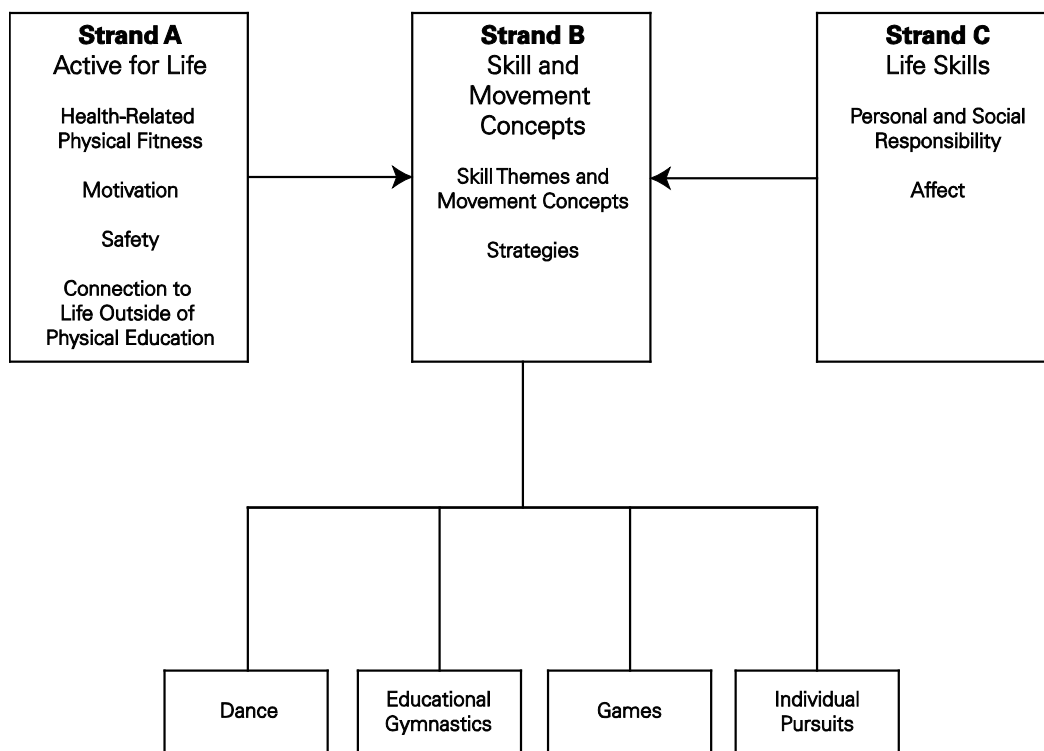 Strand A
Active for Life
Health-Related
Physical Fitness
Motivation
Safety
Connection to
Life Outside of
Physical Education
Strand B
Skill and
Movement
Concepts
Skill Themes and
Movement Concepts
Strategies
Strand C
Life Skills
Personal and Social
Responsibility
Affect
Dance
Educational
Gymnastics
Games
Individual
Pursuits